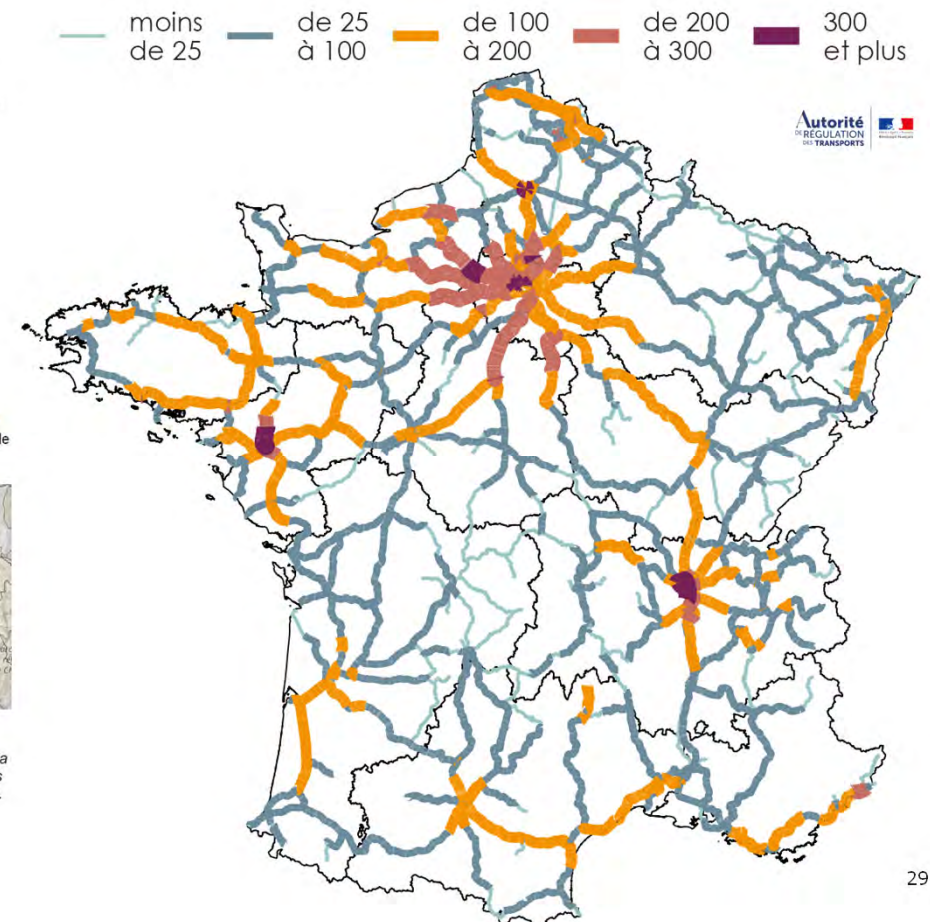 moins
de 25
de 25
à 100
de 100
à 200
de 200
à 300
300
et plus
Autorité
DE RÉGULATION
DES TRANSPORTS
29